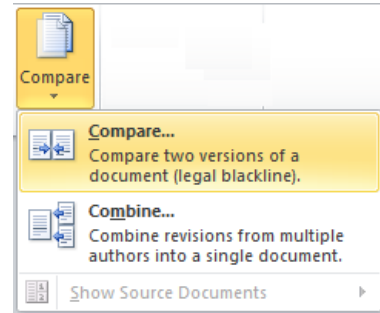 Compare
Compare...
Compare two versions of a
document (legal blackline).
Combine...
Combine revisions from multiple
authors into a single document.
Show Source Documents